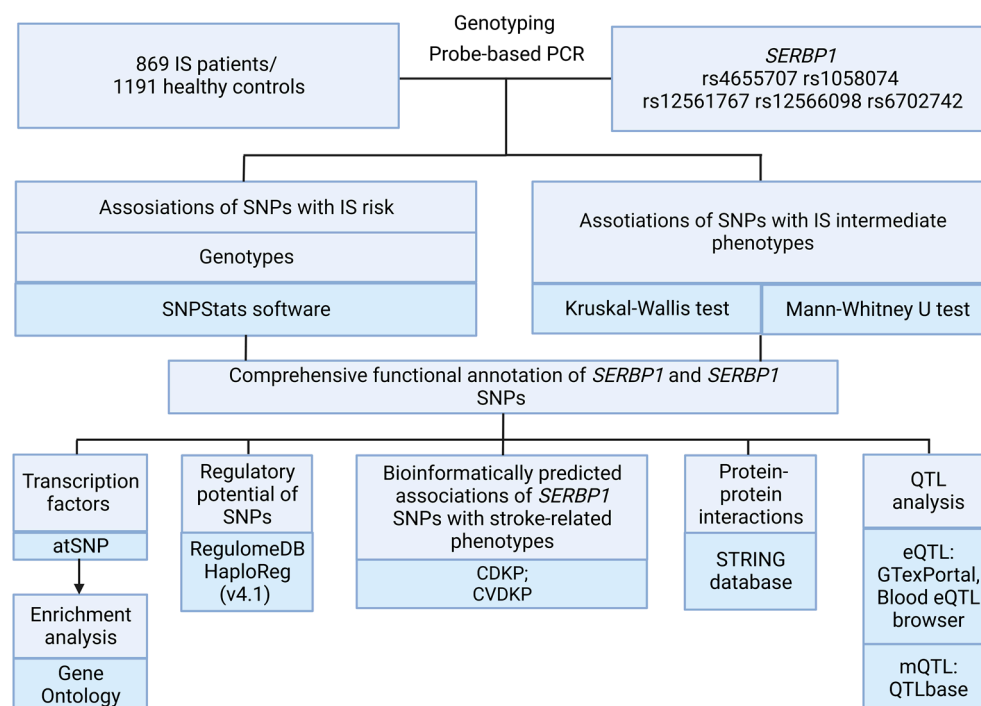 Genotyping
Probe-based PCR
869 IS patients/
1191 healthy controls
SERBP1
rs4655707 rs1058074
rs12561767 rs12566098 rs6702742
Assosiations of SNPs with IS risk
Genotypes
SNPStats software
Assotiations of SNPs with IS intermediate
phenotypes
Kruskal-Wallis test
Mann-Whitney U test
Comprehensive functional annotation of SERBP1 and SERBP1
SNPs
Transcription
factors
atSNP
Enrichment
analysis
Gene
Ontology
Regulatory
potential of
SNPs
RegulomeDB
HaploReg
(v4.1)
Bioinformatically predicted
associations of SERBP1
SNPs with stroke-related
phenotypes
CDKP;
CVDKP
Protein-
protein
interactions
STRING
database
QTL
analysis
eQTL:
GTexPortal,
Blood eQTL
browser
mQTL:
QTLbase